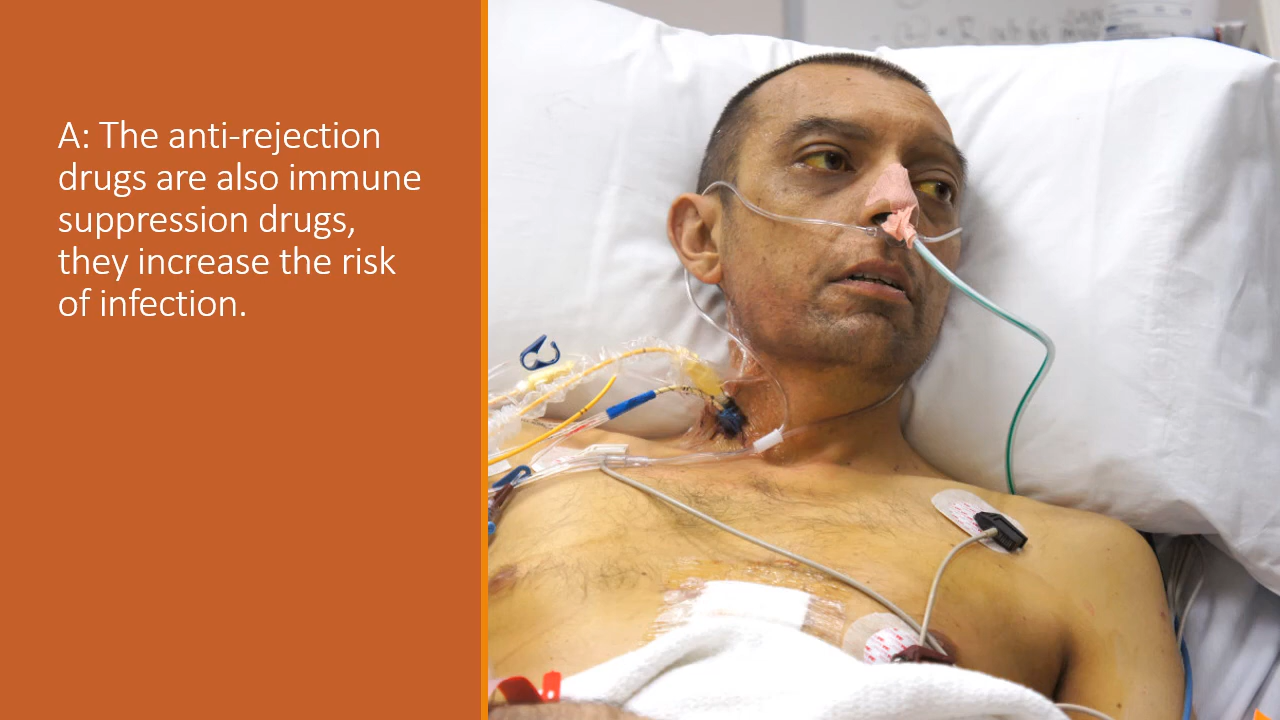 A: The anti-rejection
drugs are also immune
suppression drugs,
they increase the risk
of infection.